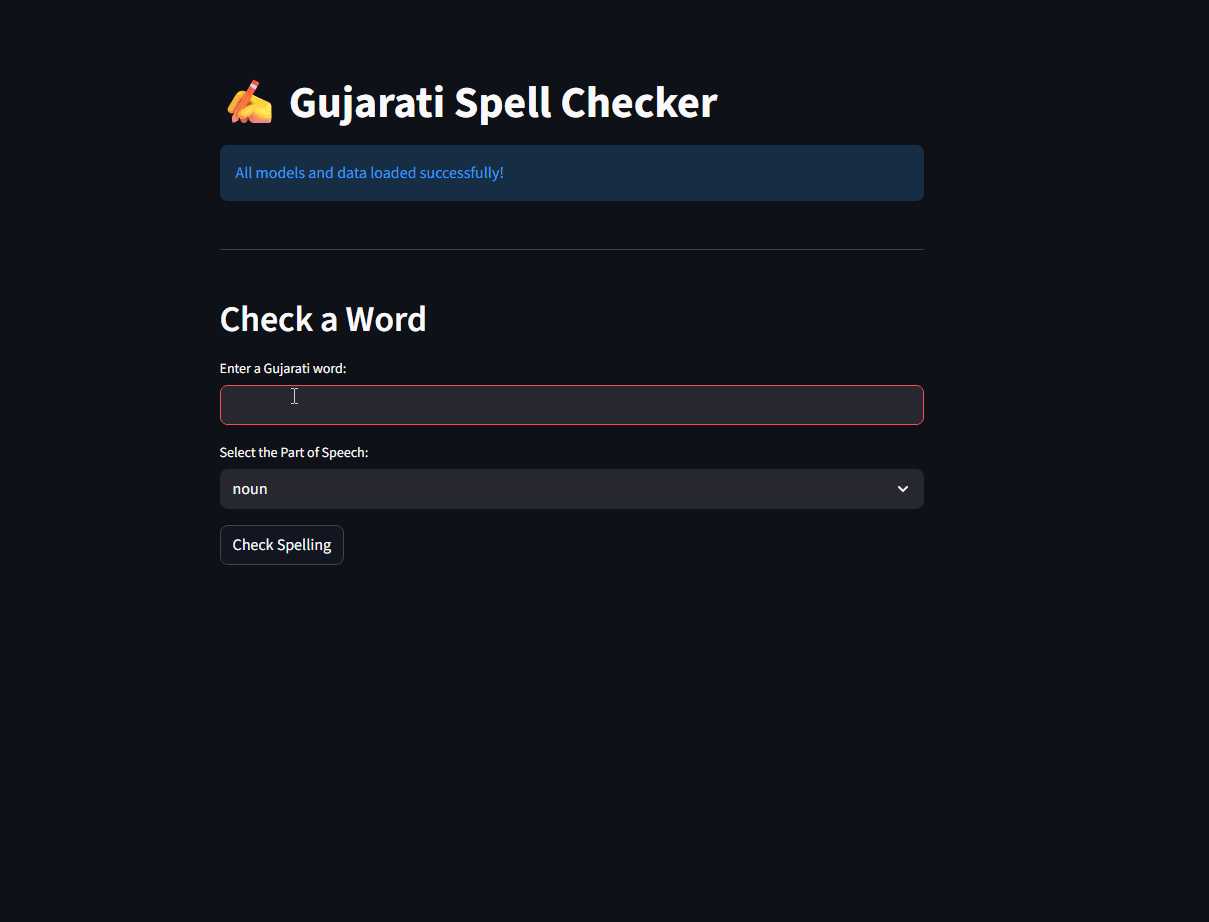 ✍️ Gujarati Spell Checker
All models and data loaded successfully!
Check a Word
Enter a Gujarati word:
Select the Part of Speech:
noun
Check Spelling